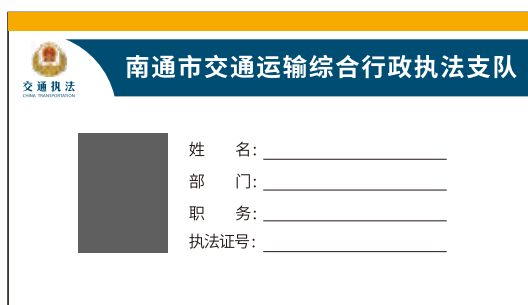 南通市交通运输综合行政执法支队
交通执法
CHINA TRANSPORTATION
姓 名：
部 门：
职 务：
执法证号：